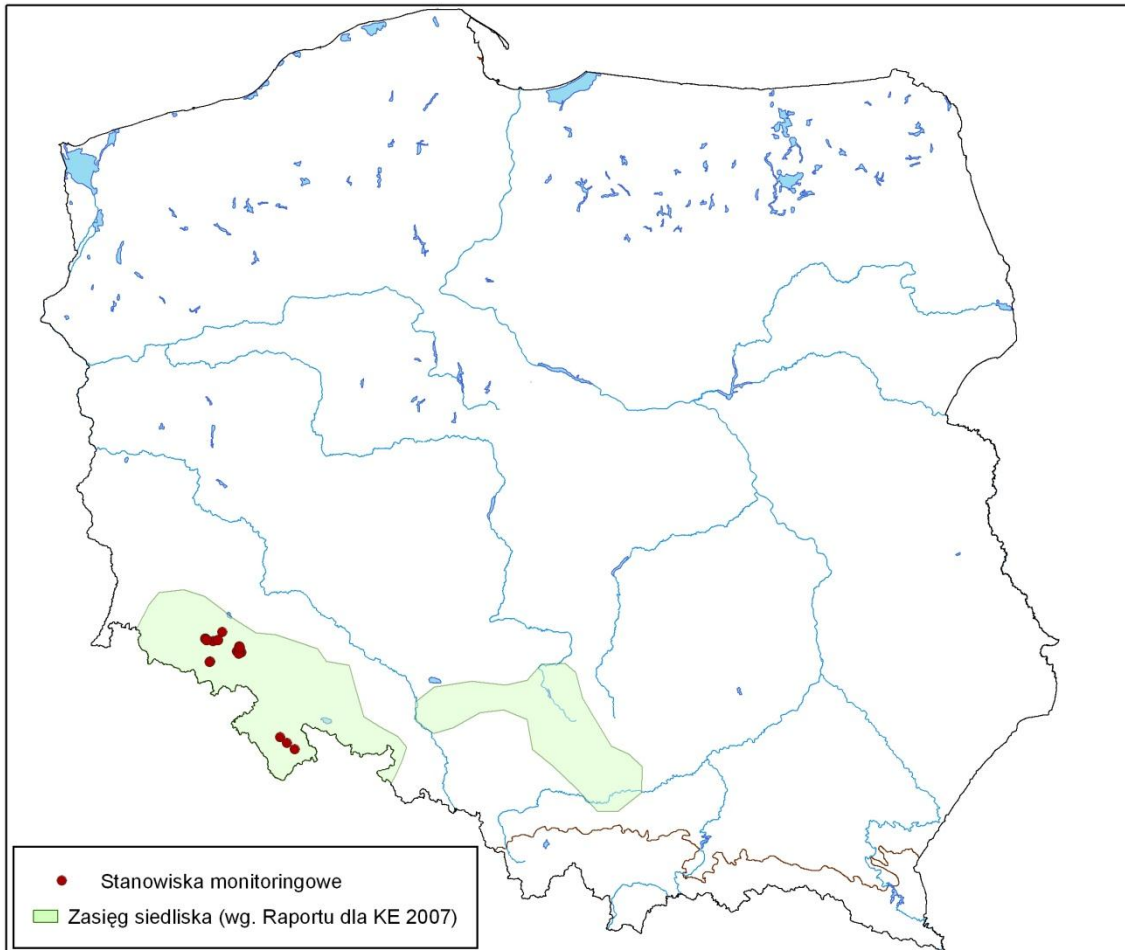 Stanowiska monitoringowe
Zasięg siedliska (wg. Raportu dla KE 2007)